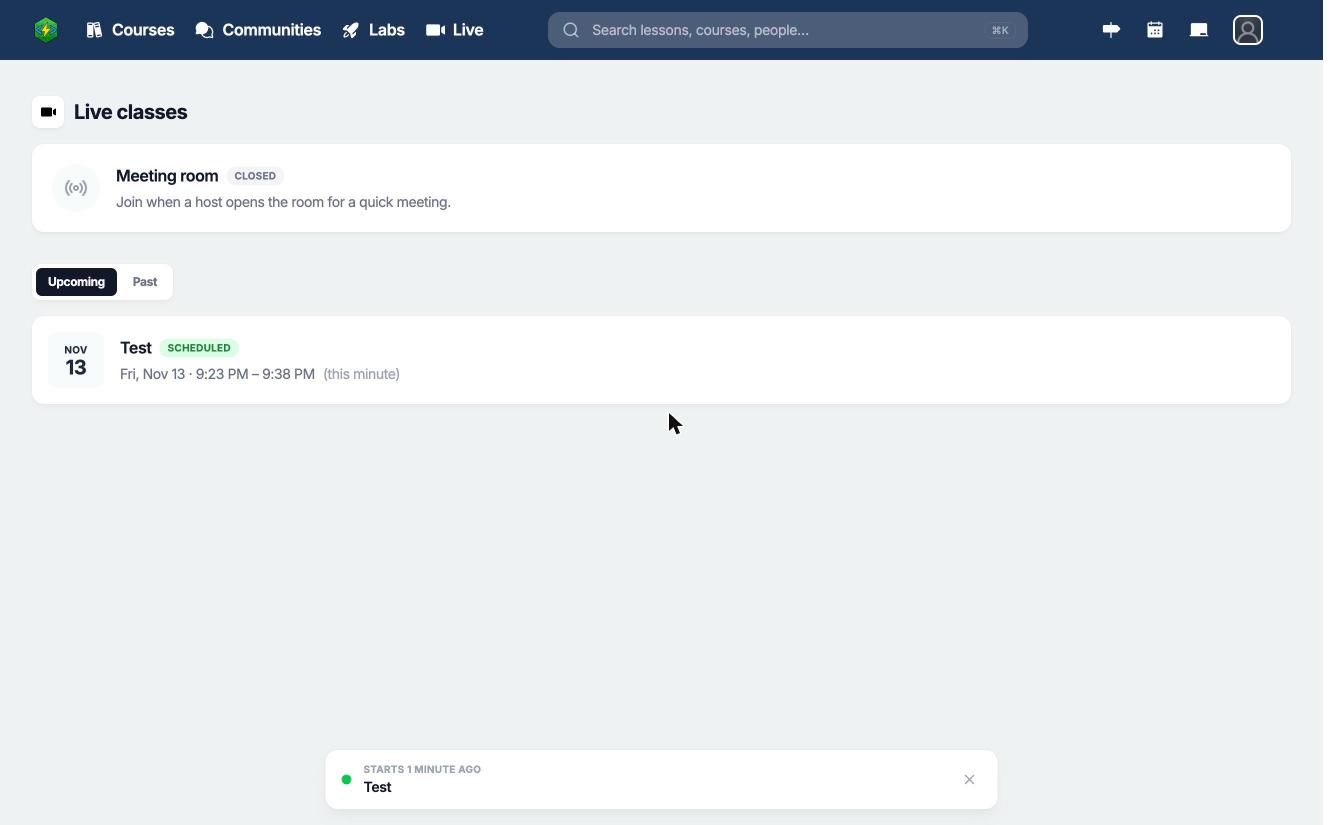 Courses
Communities
Labs
Live
Search lessons, courses, people...
⌘K
Live classes
Meeting room CLOSED
Join when a host opens the room for a quick meeting.
Upcoming
Past
NOV
13
Test SCHEDULED
Fri, Nov 13 · 9:23 PM – 9:38 PM (this minute)
STARTS 1 MINUTE AGO
Test